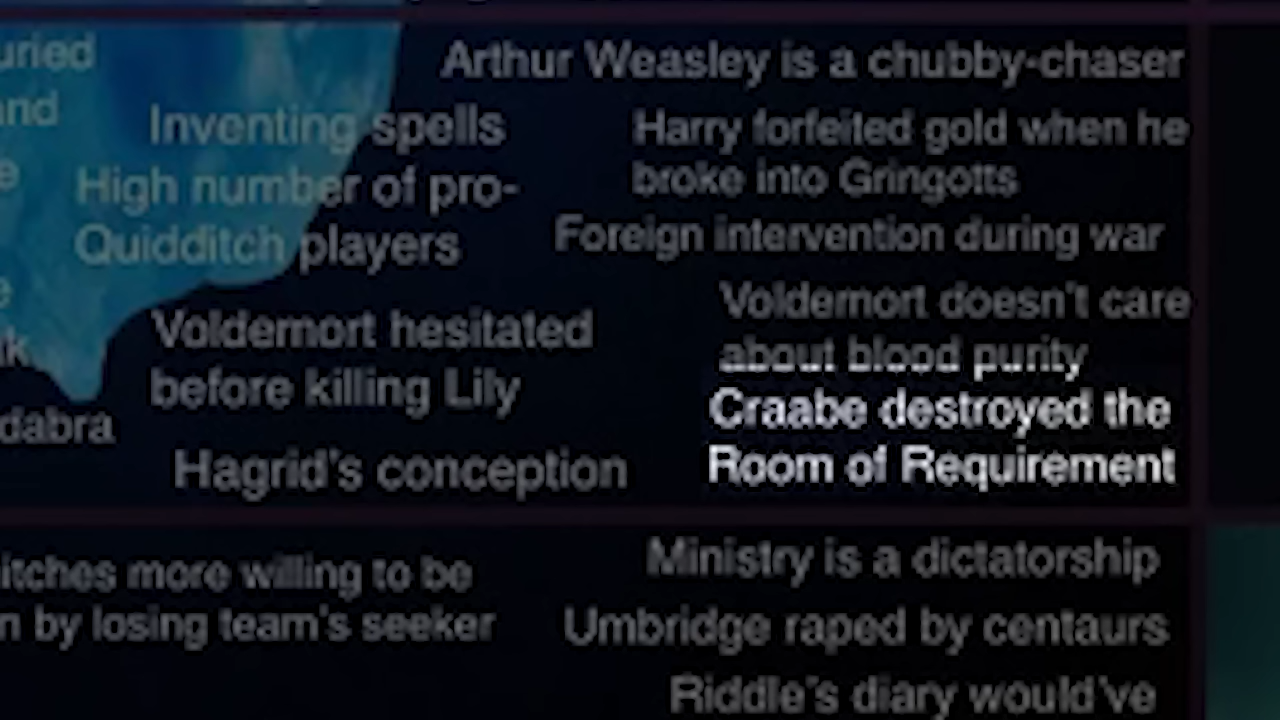 uried
and
e
e
ak
dabra
Arthur Weasley is a chubby-chaser
Inventing spells
Harry forfeited gold when he
broke into Gringotts
High number of pro-
Quidditch players
Foreign intervention during war
Voldemort doesn't care
about blood purity
Voldemort hesitated
before killing Lily
Craabe destroyed the
Room of Requirement
Hagrid's conception
itches more willing to be
n by losing team's seeker
Ministry is a dictatorship
Umbridge raped by centaurs
Riddle's diary would've